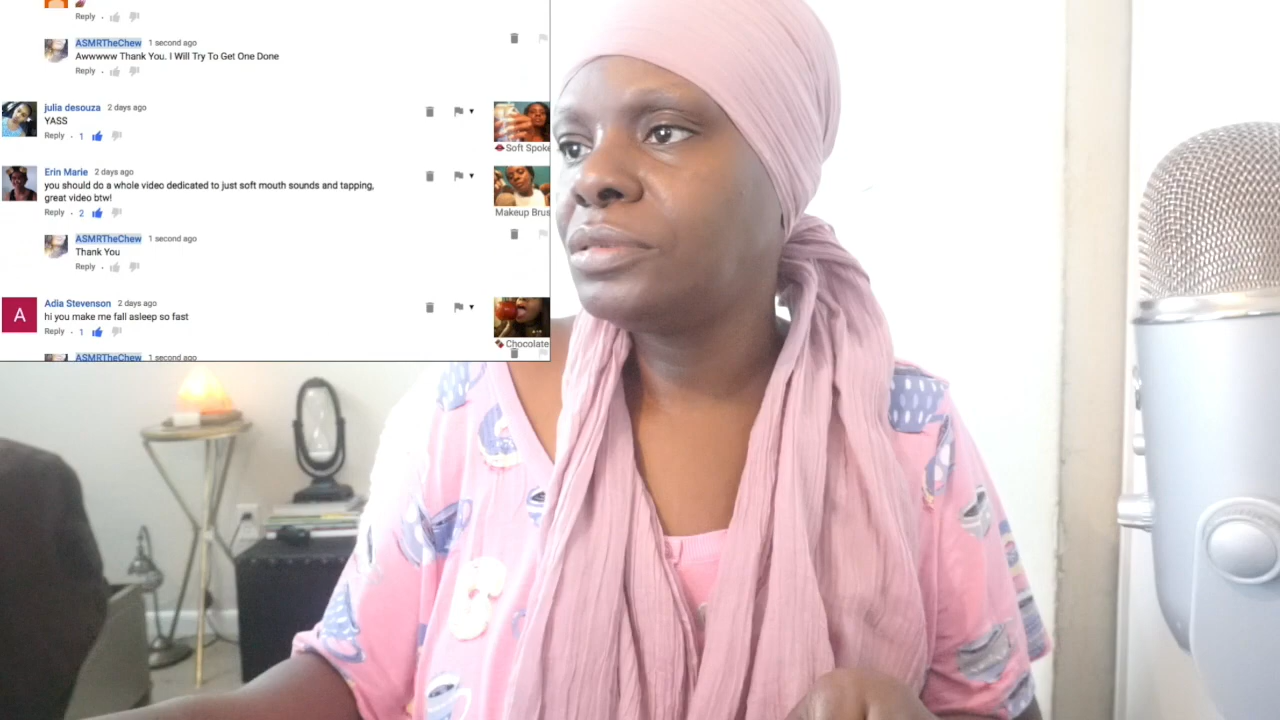 Reply
ASMRTheChew 1 second ago
Awwwww Thank You. I Will Try To Get One Done
Reply
julia desouza 2 days ago
YASS
Reply 1
Soft Spoke
Erin Marie 2 days ago
you should do a whole video dedicated to just soft mouth sounds and tapping,
great video btw!
Reply 2
Makeup Brus
ASMRTheChew 1 second ago
Thank You
Reply
A
Adia Stevenson 2 days ago
hi you make me fall asleep so fast
Reply 1
Chocolate
ASMRTheChew 1 second ago